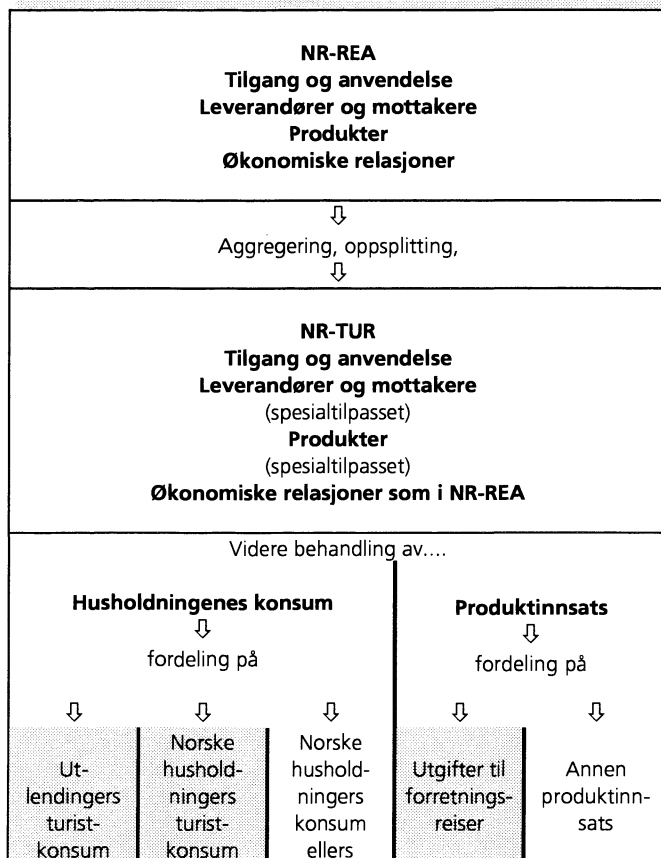 NR-REA
Tilgang og anvendelse
Leverandører og mottakere
Produkter
Økonomiske relasjoner
Aggregering, oppsplitting,
NR-TUR
Tilgang og anvendelse
Leverandører og mottakere
(spesialtilpasset)
Produkter
(spesialtilpasset)
Økonomiske relasjoner som i NR-REA
Videre behandling av....
Husholdningenes konsum
fordeling på
Produktinnsats
fordeling på
Ut-
lendingers
turist-
konsum
Norske
hushold-
ningers
turist-
konsum
Norske
hushold-
ningers
konsum
ellers
Utgifter til
forretnings-
reiser
Annen
produktinn-
sats